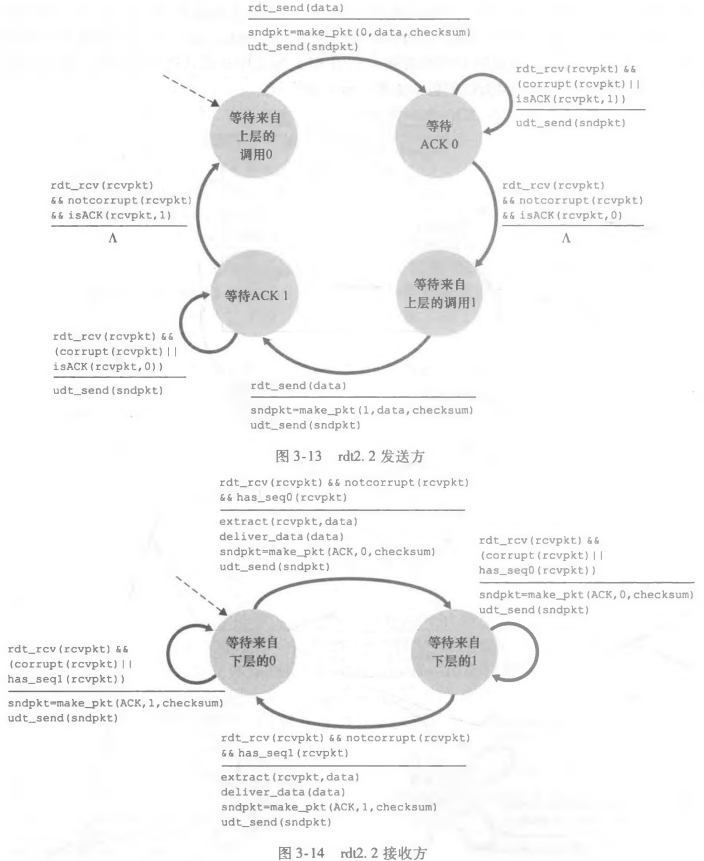 rdt_send(data)
sndpkt=make_pkt(0,data,checksum)
udt_send(sndpkt)
rdt_rcv(rcvpkt) &&
(corrupt(rcvpkt)||
isACK(rcvpkt,1))
udt_send(sndpkt)
等待来自
上层的
调用0
等待
ACK 0
rdt_rcv(rcvpkt)
&& notcorrupt(rcvpkt)
&& isACK(rcvpkt,1)
Λ
rdt_rcv(rcvpkt)
&& notcorrupt(rcvpkt)
&& isACK(rcvpkt,0)
Λ
等待ACK 1
等待来自
上层的调用1
rdt_rcv(rcvpkt) &&
(corrupt(rcvpkt)||
isACK(rcvpkt,0))
udt_send(sndpkt)
rdt_send(data)
sndpkt=make_pkt(1,data,checksum)
udt_send(sndpkt)
图 3-13 rdt2. 2 发送方
rdt_rcv(rcvpkt) && notcorrupt(rcvpkt)
&& has_seq0(rcvpkt)
extract(rcvpkt,data)
deliver_data(data)
sndpkt=make_pkt(ACK,0,checksum)
udt_send(sndpkt)
rdt_rcv(rcvpkt) &&
(corrupt(rcvpkt)||
has_seq0(rcvpkt))
sndpkt=make_pkt(ACK,0,checksum)
udt_send(sndpkt)
等待来自
下层的0
等待来自
下层的1
rdt_rcv(rcvpkt) &&
(corrupt(rcvpkt)||
has_seq1(rcvpkt))
sndpkt=make_pkt(ACK,1,checksum)
udt_send(sndpkt)
rdt_rcv(rcvpkt) && notcorrupt(rcvpkt)
&& has_seq1(rcvpkt)
extract(rcvpkt,data)
deliver_data(data)
sndpkt=make_pkt(ACK,1,checksum)
udt_send(sndpkt)
图 3-14 rdt2. 2 接收方